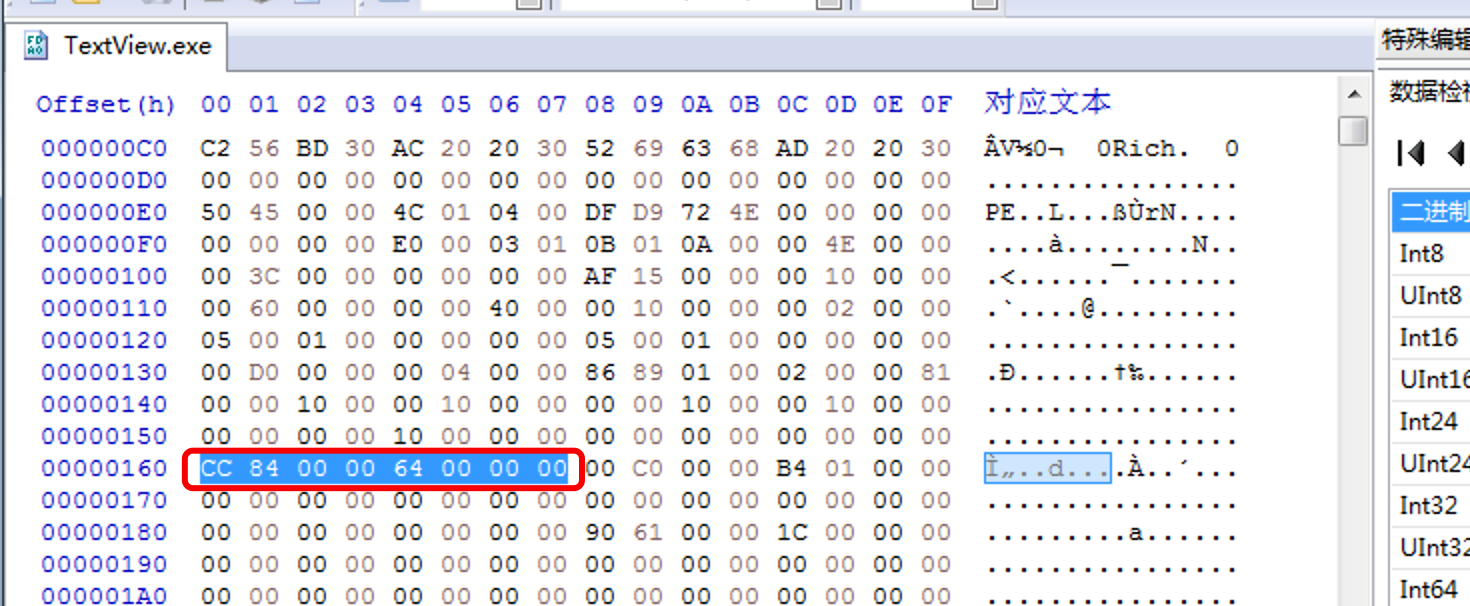 TextView.exe
特殊编辑
Offset(h) 00 01 02 03 04 05 06 07 08 09 0A 0B 0C 0D 0E 0F 对应文本
数据检视
000000C0 C2 56 BD 30 AC 20 20 30 52 69 63 68 AD 20 20 30 ÂV½0¬  0Rich.  0
000000D0 00 00 00 00 00 00 00 00 00 00 00 00 00 00 00 00 ................
000000E0 50 45 00 00 4C 01 04 00 DF D9 72 4E 00 00 00 00 PE..L...ßÙrN....
二进制
000000F0 00 00 00 00 E0 00 03 01 0B 01 0A 00 00 4E 00 00 ....à........N..
Int8
00000100 00 3C 00 00 00 00 00 00 AF 15 00 00 00 10 00 00 .<......¯.......
UInt8
00000110 00 60 00 00 00 00 40 00 00 10 00 00 00 02 00 00 .`....@.........
Int16
00000120 05 00 01 00 00 00 00 00 05 00 01 00 00 00 00 00 ................
00000130 00 D0 00 00 00 04 00 00 86 89 01 00 02 00 00 81 .Ð......†‰......
UInt16
00000140 00 00 10 00 00 10 00 00 00 00 10 00 00 10 00 00 ................
Int24
00000150 00 00 00 00 10 00 00 00 00 00 00 00 00 00 00 00 ................
00000160 CC 84 00 00 64 00 00 00 00 C0 00 00 B4 01 00 00 Ì„..d....À..´...
UInt24
00000170 00 00 00 00 00 00 00 00 00 00 00 00 00 00 00 00 ................
Int32
00000180 00 00 00 00 00 00 00 00 90 61 00 00 1C 00 00 00 .........a......
UInt32
00000190 00 00 00 00 00 00 00 00 00 00 00 00 00 00 00 00 ................
Int64
000001A0 00 00 00 00 00 00 00 00 00 00 00 00 00 00 00 00 ................